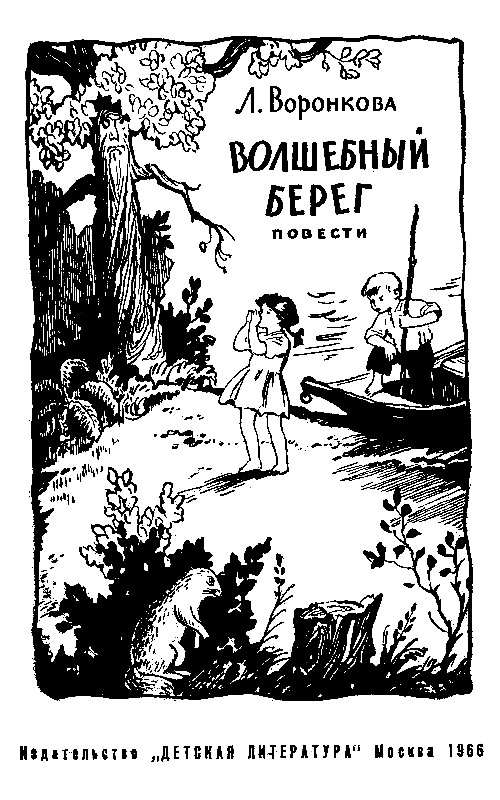 Л. Воронкова
ВОЛШЕБНЫЙ
БЕРЕГ
ПОВЕСТИ
Издательство „ДЕТСКАЯ ЛИТЕРАТУРА“ Москва 1966